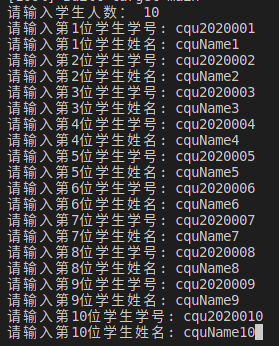 请输入学生人数： 10
请输入第1位学生学号：cqu2020001
请输入第1位学生姓名：cquName1
请输入第2位学生学号：cqu2020002
请输入第2位学生姓名：cquName2
请输入第3位学生学号：cqu2020003
请输入第3位学生姓名：cquName3
请输入第4位学生学号：cqu2020004
请输入第4位学生姓名：cquName4
请输入第5位学生学号：cqu2020005
请输入第5位学生姓名：cquName5
请输入第6位学生学号：cqu2020006
请输入第6位学生姓名：cquName6
请输入第7位学生学号：cqu2020007
请输入第7位学生姓名：cquName7
请输入第8位学生学号：cqu2020008
请输入第8位学生姓名：cquName8
请输入第9位学生学号：cqu2020009
请输入第9位学生姓名：cquName9
请输入第10位学生学号：cqu2020010
请输入第10位学生姓名：cquName10